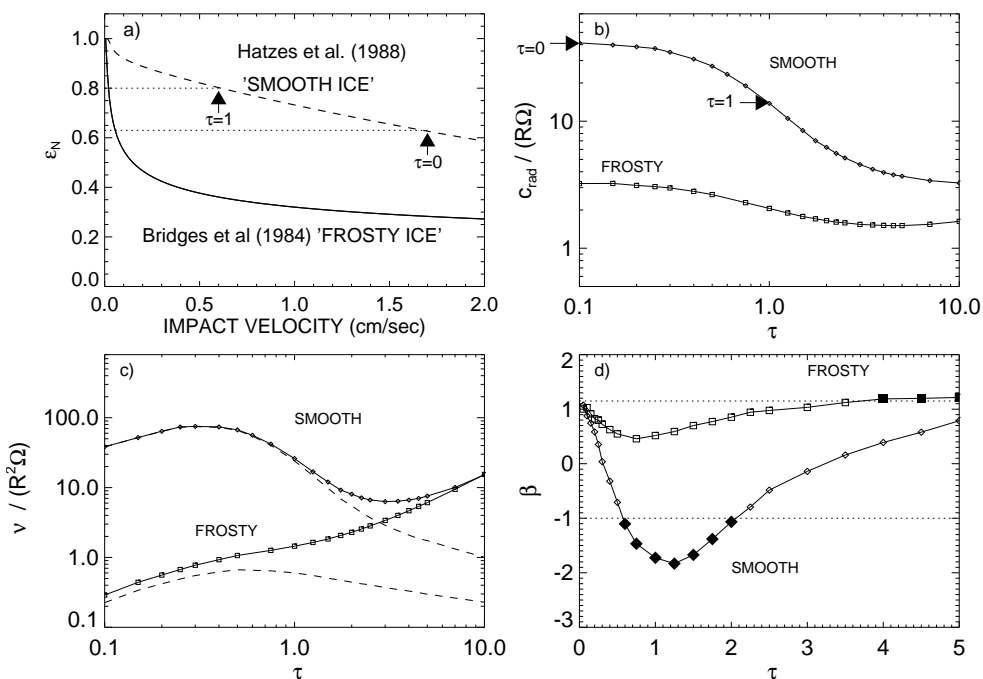 a)
Hatzes et al. (1988)
'SMOOTH ICE'
τ=1
τ=0
Bridges et al (1984) 'FROSTY ICE'
εN
1.0
0.8
0.6
0.4
0.2
0.0
0.0 0.5 1.0 1.5 2.0
IMPACT VELOCITY (cm/sec)
b)
τ=0
SMOOTH
τ=1
FROSTY
c_rad / (RΩ)
10
1
0.1 1.0 10.0
τ
c)
SMOOTH
FROSTY
ν / (R²Ω)
100.0
10.0
1.0
0.1
0.1 1.0 10.0
τ
d)
FROSTY
SMOOTH
β
2
1
0
-1
-2
-3
0 1 2 3 4 5
τ